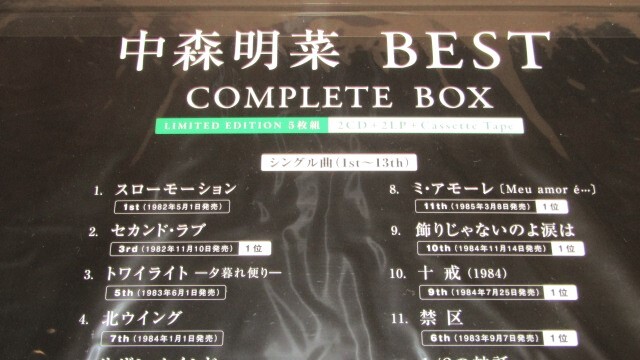 中森明菜 BEST
COMPLETE BOX
LIMITED EDITION 5枚組 2CD+2LP+Cassette Tape
シングル曲(1st〜13th)
1. スローモーション
1st(1982年5月1日発売)
2. セカンド・ラブ
3rd(1982年11月10日発売) 1位
3. トワイライト ―夕暮れ便り―
5th(1983年6月1日発売)
4. 北ウイング
7th(1984年1月1日発売)
8. ミ・アモーレ〔Meu amor é…〕
11th(1985年3月8日発売) 1位
9. 飾りじゃないのよ涙は
10th(1984年11月14日発売) 1位
10. 十戒(1984)
9th(1984年7月25日発売) 1位
11. 禁区
6th(1983年9月7日発売) 1位